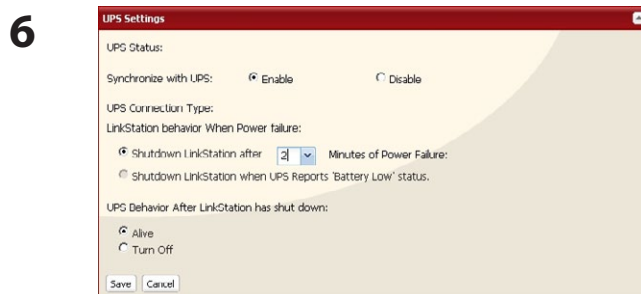 6
UPS Settings
UPS Status:
Synchronize with UPS: Enable Disable
UPS Connection Type:
LinkStation behavior When Power failure:
Shutdown LinkStation after 2 Minutes of Power Failure:
Shutdown LinkStation when UPS Reports 'Battery Low' status.
UPS Behavior After LinkStation has shut down:
Alive
Turn Off
Save Cancel